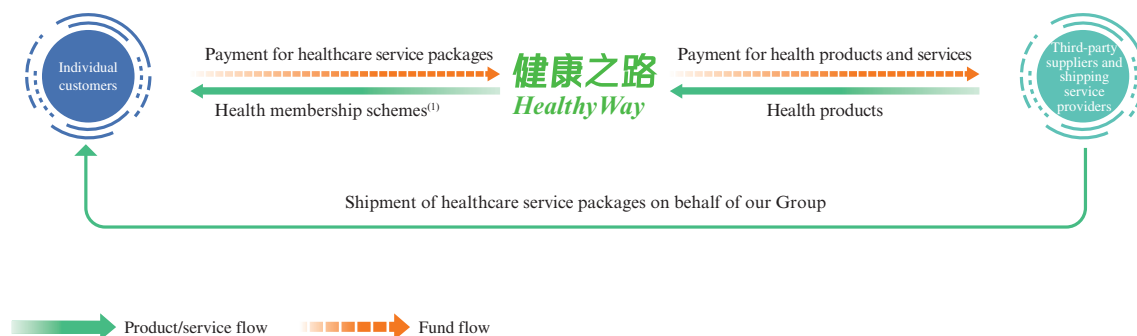 Individual
customers
Payment for healthcare service packages
Health membership schemes(1)
健康之路
HealthyWay
Payment for health products and services
Health products
Third-party
suppliers and
shipping
service
providers
Shipment of healthcare service packages on behalf of our Group
Product/service flow
Fund flow